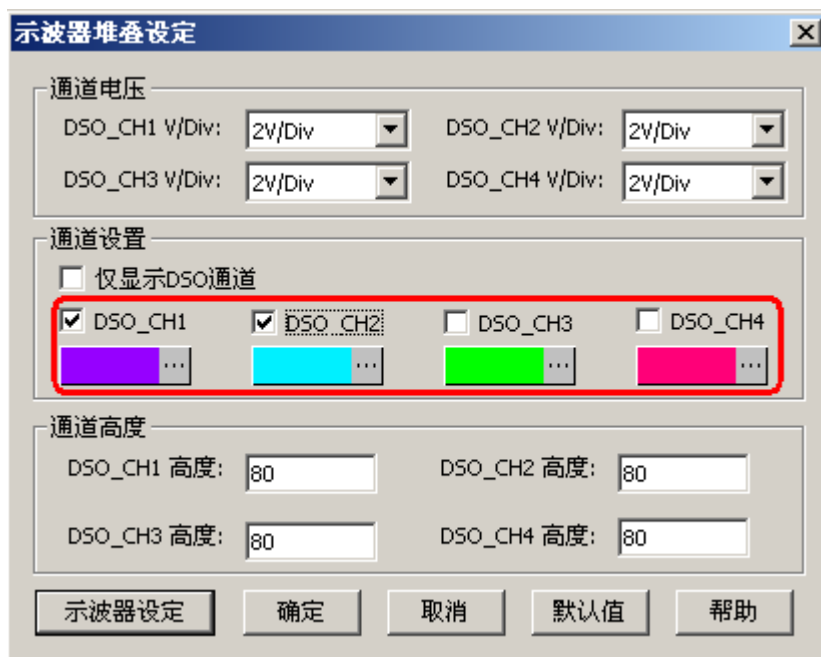 示波器堆叠设定
通道电压
DSO_CH1 V/Div: 2V/Div DSO_CH2 V/Div: 2V/Div
DSO_CH3 V/Div: 2V/Div DSO_CH4 V/Div: 2V/Div
通道设置
仅显示DSO通道
DSO_CH1 DSO_CH2 DSO_CH3 DSO_CH4
... ... ... ...
通道高度
DSO_CH1 高度: 80 DSO_CH2 高度: 80
DSO_CH3 高度: 80 DSO_CH4 高度: 80
示波器设定 确定 取消 默认值 帮助